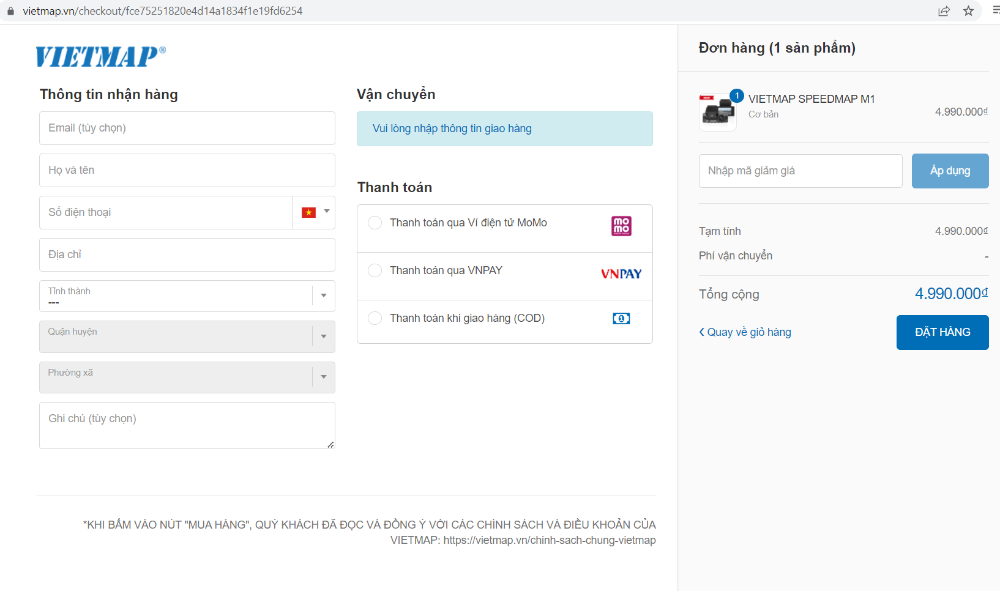 vietmap.vn/checkout/fce75251820e4d14a1834f1e19fd6254
VIETMAP®
Thông tin nhận hàng
Email (tùy chọn)
Họ và tên
Số điện thoại
Địa chỉ
Tỉnh thành
---
Quận huyện
Phường xã
Ghi chú (tùy chọn)
Vận chuyển
Vui lòng nhập thông tin giao hàng
Thanh toán
Thanh toán qua Ví điện tử MoMo
mo
mo
Thanh toán qua VNPAY
VNPAY
Thanh toán khi giao hàng (COD)
*KHI BẤM VÀO NÚT "MUA HÀNG", QUÝ KHÁCH ĐÃ ĐỌC VÀ ĐỒNG Ý VỚI CÁC CHÍNH SÁCH VÀ ĐIỀU KHOẢN CỦA
VIETMAP: https://vietmap.vn/chinh-sach-chung-vietmap
Đơn hàng (1 sản phẩm)
NEW
1
VIETMAP SPEEDMAP M1
Cơ bản
4.990.000₫
Nhập mã giảm giá
Áp dụng
Tạm tính 4.990.000₫
Phí vận chuyển -
Tổng cộng 4.990.000₫
Quay về giỏ hàng
ĐẶT HÀNG